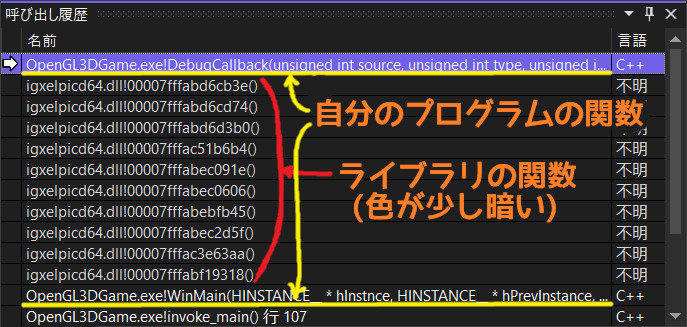 呼び出し履歴
名前 言語
OpenGL3DGame.exe!DebugCallback(unsigned int source, unsigned int type, unsigned i... C++
igxelpicd64.dll!00007fffabd6cb3e() 不明
igxelpicd64.dll!00007fffabd6cd74() 不明
自分のプログラムの関数
igxelpicd64.dll!00007fffabd6d3b0() 不明
igxelpicd64.dll!00007fffac51b6b4() 不明
igxelpicd64.dll!00007fffabec091e() 不明
ライブラリの関数
igxelpicd64.dll!00007fffabec0606() 不明
(色が少し暗い)
igxelpicd64.dll!00007fffabebfb45() 不明
igxelpicd64.dll!00007fffabec2d5f() 不明
igxelpicd64.dll!00007fffac3e63aa() 不明
igxelpicd64.dll!00007fffabf19318() 不明
OpenGL3DGame.exe!WinMain(HINSTANCE__ * hInstnce, HINSTANCE__ * hPrevInstance, ... C++
OpenGL3DGame.exe!invoke_main() 行 107 C++